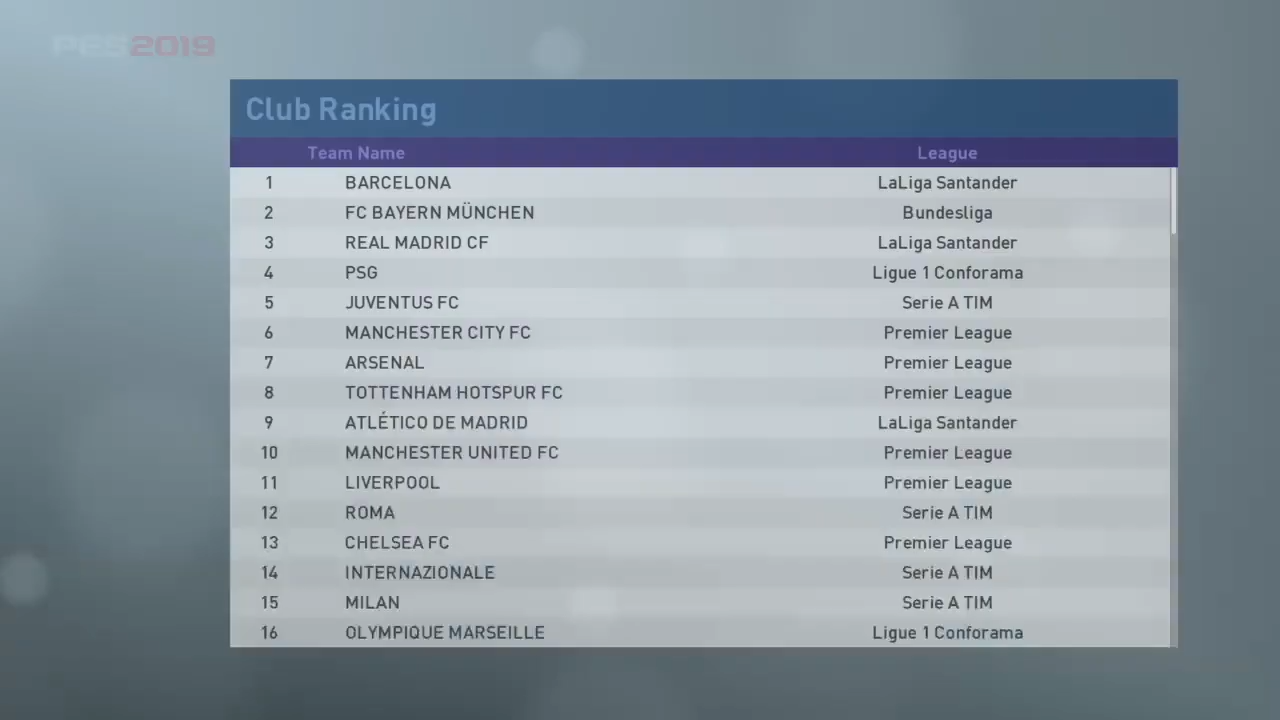 PES2019
Club Ranking
Team Name League
1 BARCELONA LaLiga Santander
2 FC BAYERN MÜNCHEN Bundesliga
3 REAL MADRID CF LaLiga Santander
4 PSG Ligue 1 Conforama
5 JUVENTUS FC Serie A TIM
6 MANCHESTER CITY FC Premier League
7 ARSENAL Premier League
8 TOTTENHAM HOTSPUR FC Premier League
9 ATLÉTICO DE MADRID LaLiga Santander
10 MANCHESTER UNITED FC Premier League
11 LIVERPOOL Premier League
12 ROMA Serie A TIM
13 CHELSEA FC Premier League
14 INTERNAZIONALE Serie A TIM
15 MILAN Serie A TIM
16 OLYMPIQUE MARSEILLE Ligue 1 Conforama